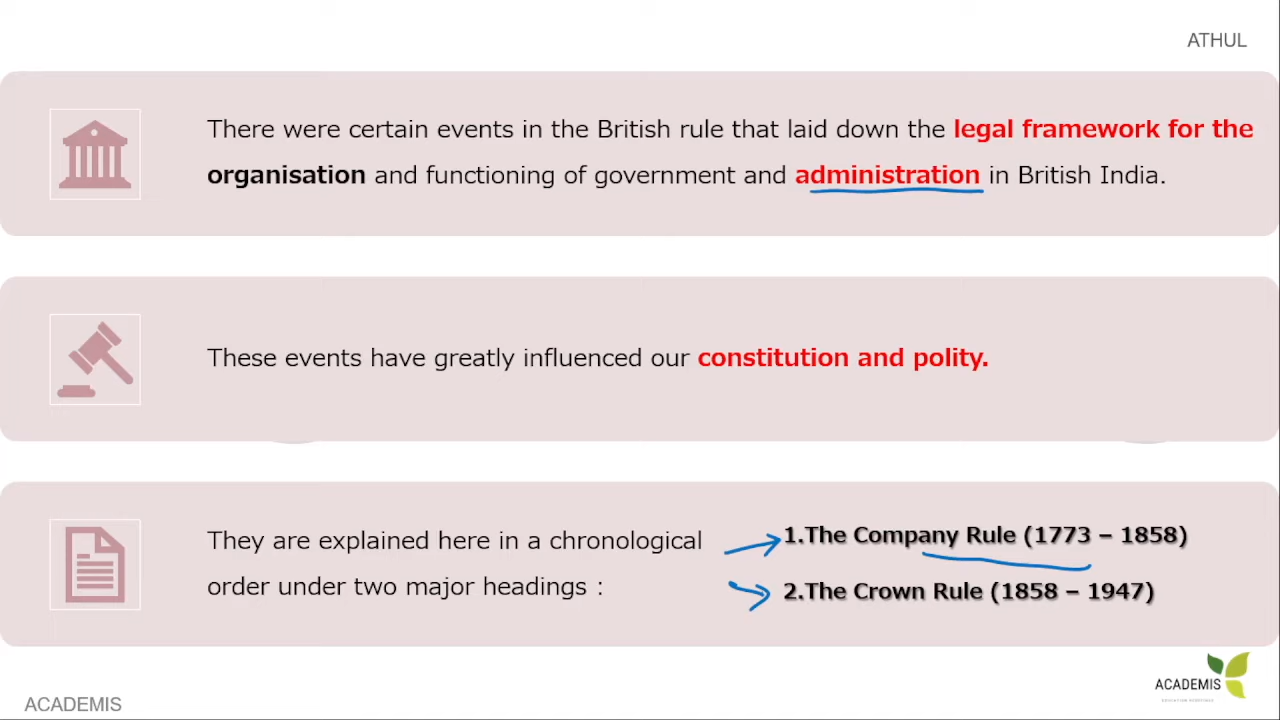 ATHUL
There were certain events in the British rule that laid down the legal framework for the
organisation and functioning of government and administration in British India.
These events have greatly influenced our constitution and polity.
They are explained here in a chronological
order under two major headings :
1.The Company Rule (1773 – 1858)
2.The Crown Rule (1858 – 1947)
ACADEMIS
ACADEMIS